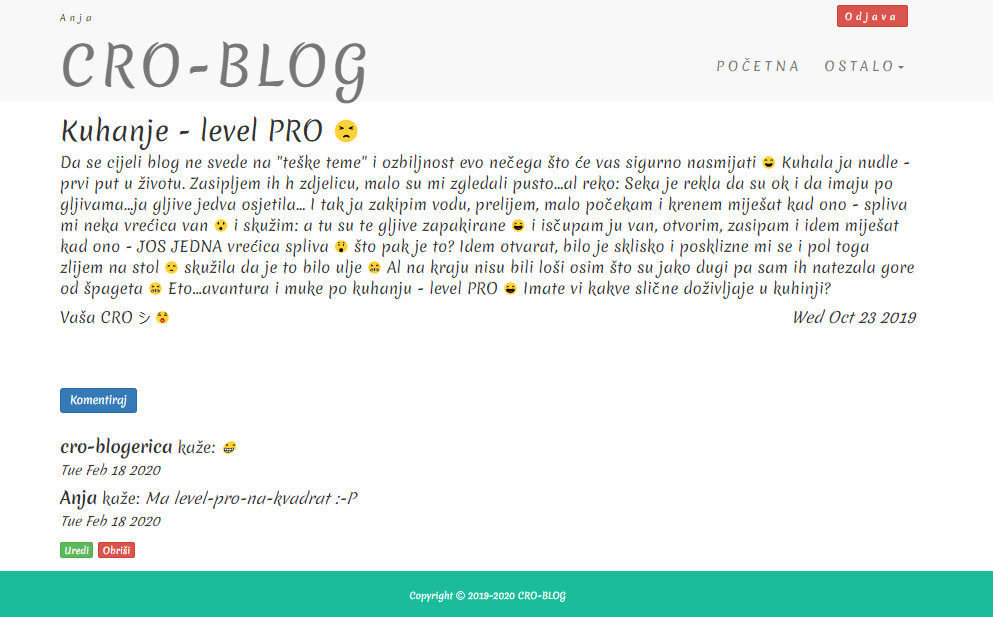 Anja
Odjava
CRO-BLOG
POČETNA OSTALO
Kuhanje - level PRO 😣
Da se cijeli blog ne svede na "teške teme" i ozbiljnost evo nečega što će vas sigurno nasmijati 😄 Kuhala ja nudle -
prvi put u životu. Zasipljem ih h zdjelicu, malo su mi zgledali pusto...al reko: Seka je rekla da su ok i da imaju po
gljivama...ja gljive jedva osjetila... I tak ja zakipim vodu, prelijem, malo počekam i krenem miješat kad ono - spliva
mi neka vrećica van 😮 i skužim: a tu su te gljive zapakirane 😄 i isčupam ju van, otvorim, zasipam i idem miješat
kad ono - JOS JEDNA vrećica spliva 😲 što pak je to? Idem otvarat, bilo je sklisko i posklizne mi se i pol toga
zlijem na stol 😒 skužila da je to bilo ulje 😬 Al na kraju nisu bili loši osim što su jako dugi pa sam ih natezala gore
od špageta 😬 Eto...avantura i muke po kuhanju - level PRO 😄 Imate vi kakve slične doživljaje u kuhinji?
Vaša CRO シ 😵
Wed Oct 23 2019
Komentiraj
cro-blogerica kaže: 🤪
Tue Feb 18 2020
Anja kaže: Ma level-pro-na-kvadrat :-P
Tue Feb 18 2020
Uredi Obriši
Copyright © 2019-2020 CRO-BLOG